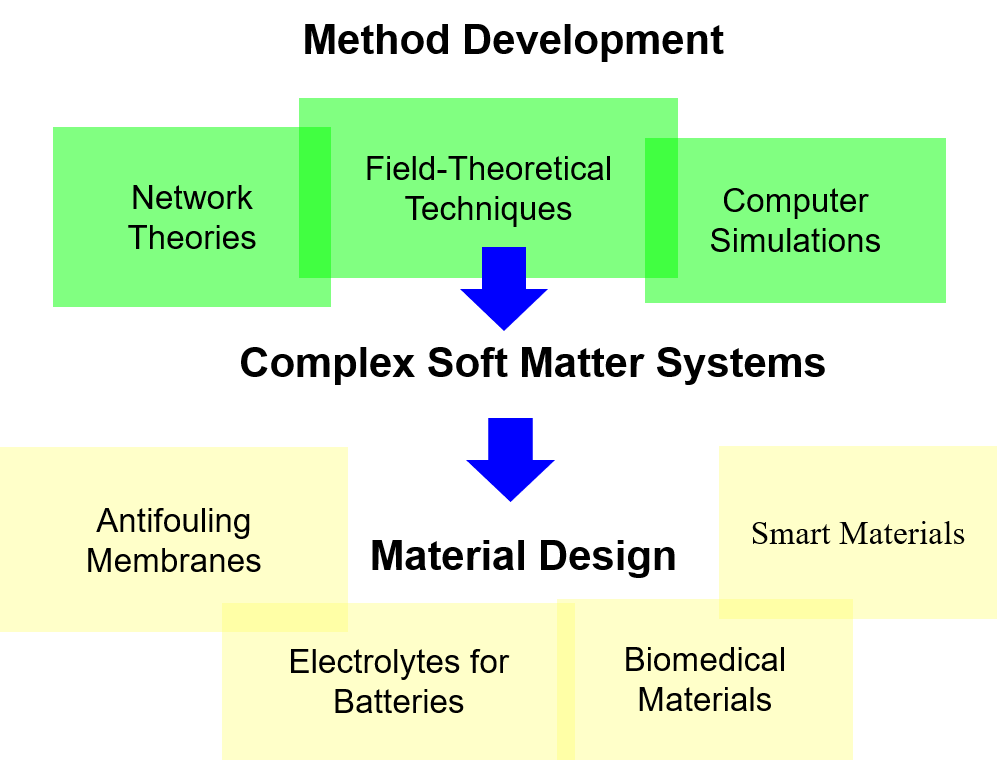 Method Development
Network
Theories
Field-Theoretical
Techniques
Computer
Simulations
Complex Soft Matter Systems
Antifouling
Membranes
Material Design
Smart Materials
Electrolytes for
Batteries
Biomedical
Materials